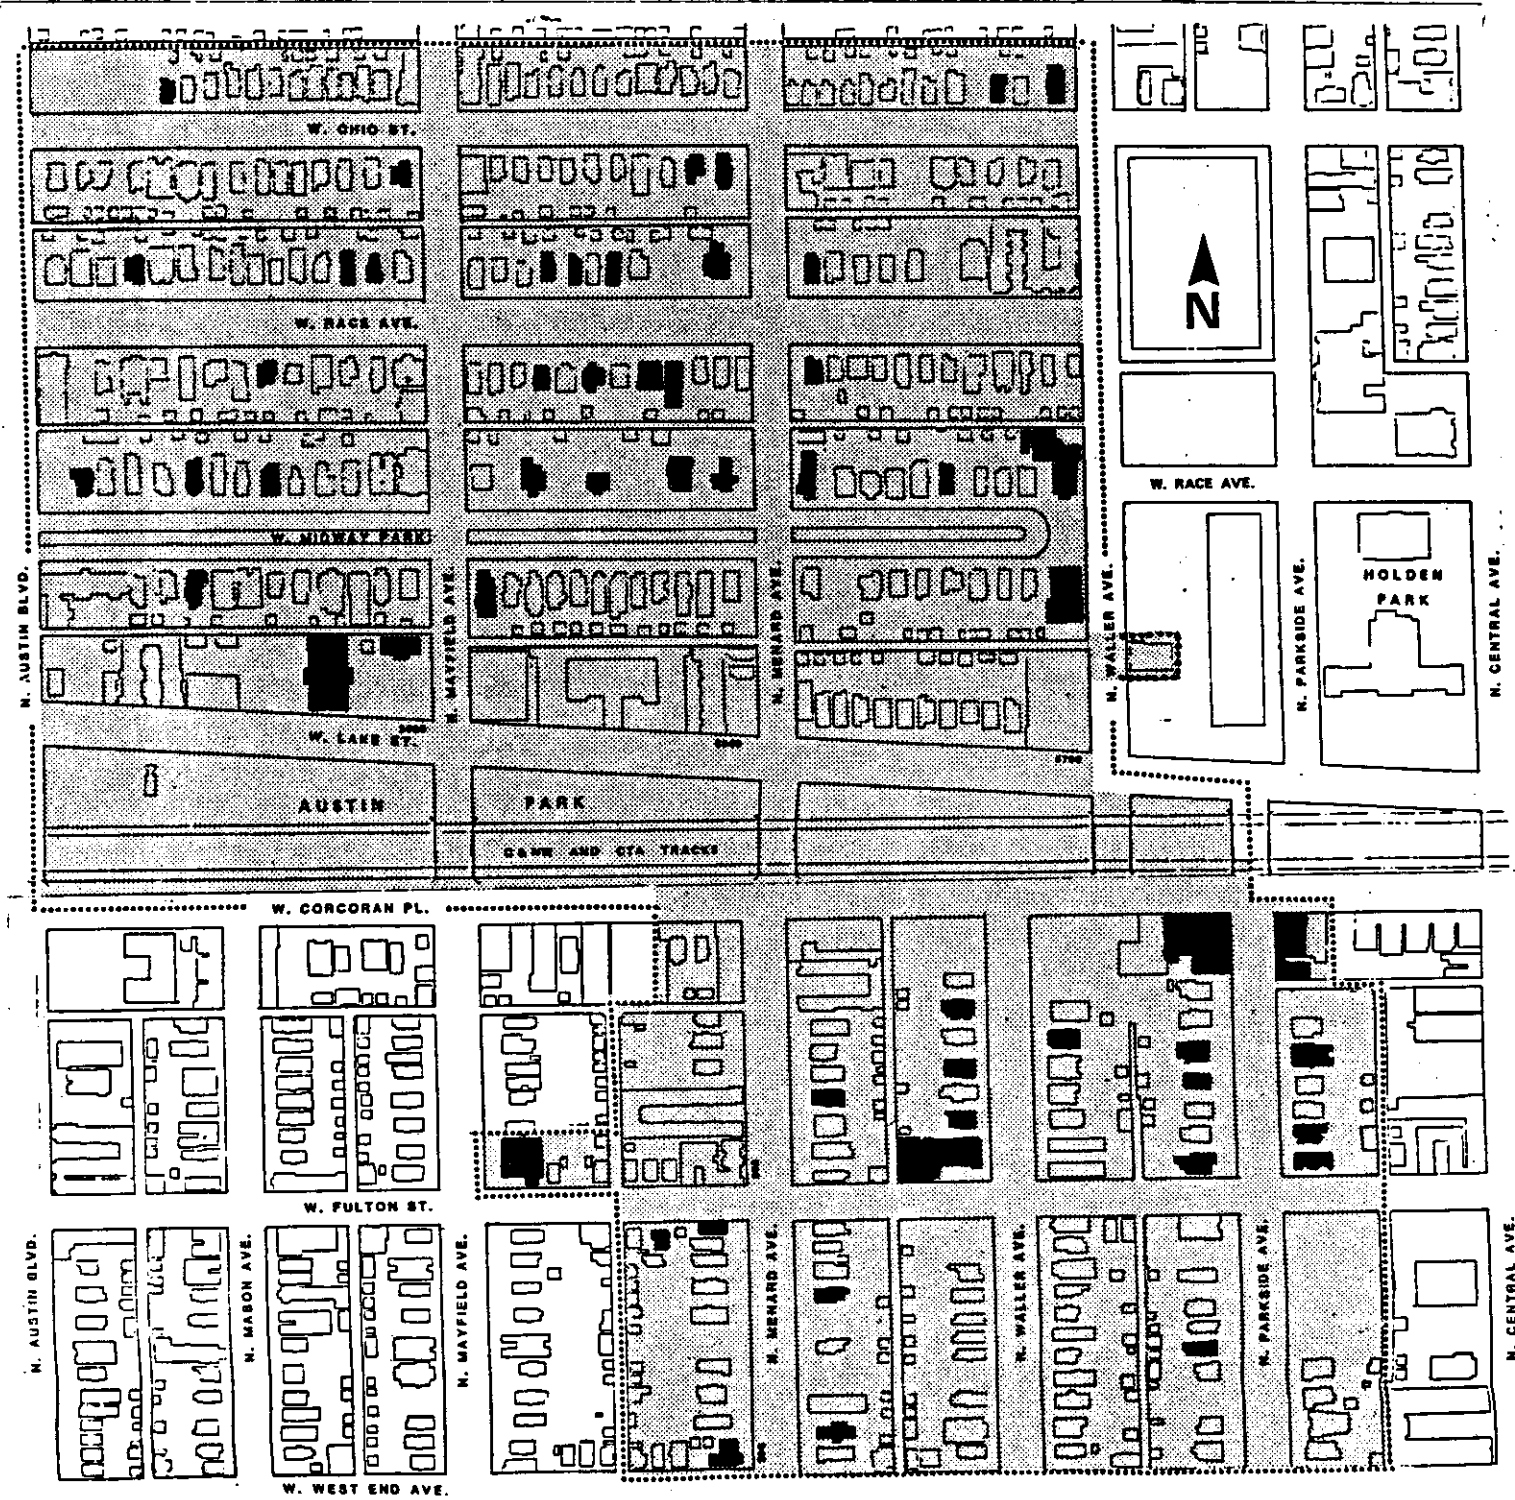 W. OHIO ST.
N
W. RACE AVE.
W. RACE AVE.
W. MIDWAY PARK
N. AUSTIN BLVD.
N. MAYFIELD AVE.
N. MENARD AVE.
N. WALLER AVE.
N. PARKSIDE AVE.
HOLDEN
PARK
N. CENTRAL AVE.
W. LAKE ST.
5700
AUSTIN PARK
C&NW AND CTA TRACKS
W. CORCORAN PL.
W. FULTON ST.
N. AUSTIN BLVD.
N. MASON AVE.
N. MAYFIELD AVE.
N. MENARD AVE.
N. WALLER AVE.
N. PARKSIDE AVE.
N. CENTRAL AVE.
W. WEST END AVE.